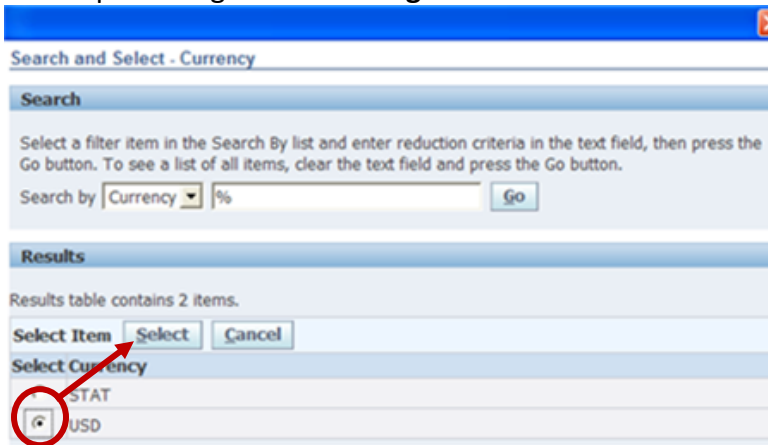 Search and Select - Currency
Search
Select a filter item in the Search By list and enter reduction criteria in the text field, then press the
Go button. To see a list of all items, clear the text field and press the Go button.
Search by Currency % Go
Results
Results table contains 2 items.
Select Item Select Cancel
Select Currency
STAT
USD